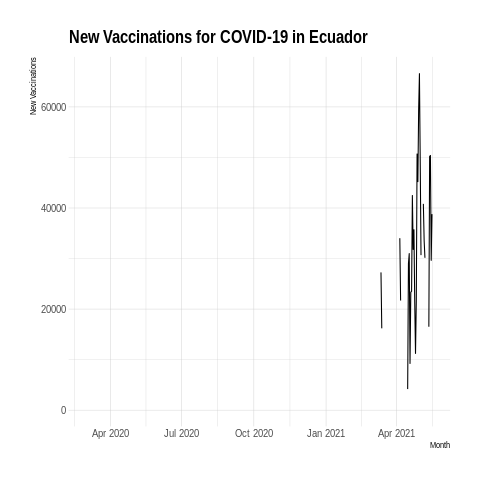 New Vaccinations for COVID-19 in Ecuador
New Vaccinations
60000
40000
20000
0
Apr 2020 Jul 2020 Oct 2020 Jan 2021 Apr 2021
Month